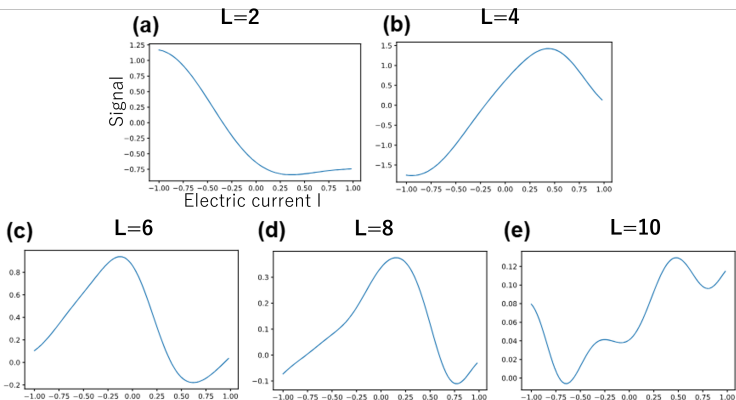 (a) L=2
1.25
1.00
0.75
0.50
0.25
0.00
−0.25
−0.50
−0.75
Signal
−1.00 −0.75 −0.50 −0.25 0.00 0.25 0.50 0.75 1.00
Electric current I
(b) L=4
1.5
1.0
0.5
0.0
−0.5
−1.0
−1.5
−1.00 −0.75 −0.50 −0.25 0.00 0.25 0.50 0.75 1.00
(c) L=6
0.8
0.6
0.4
0.2
0.0
−0.2
−1.00 −0.75 −0.50 −0.25 0.00 0.25 0.50 0.75 1.00
(d) L=8
0.3
0.2
0.1
0.0
−0.1
−1.00 −0.75 −0.50 −0.25 0.00 0.25 0.50 0.75 1.00
(e) L=10
0.12
0.10
0.08
0.06
0.04
0.02
0.00
−1.00 −0.75 −0.50 −0.25 0.00 0.25 0.50 0.75 1.00